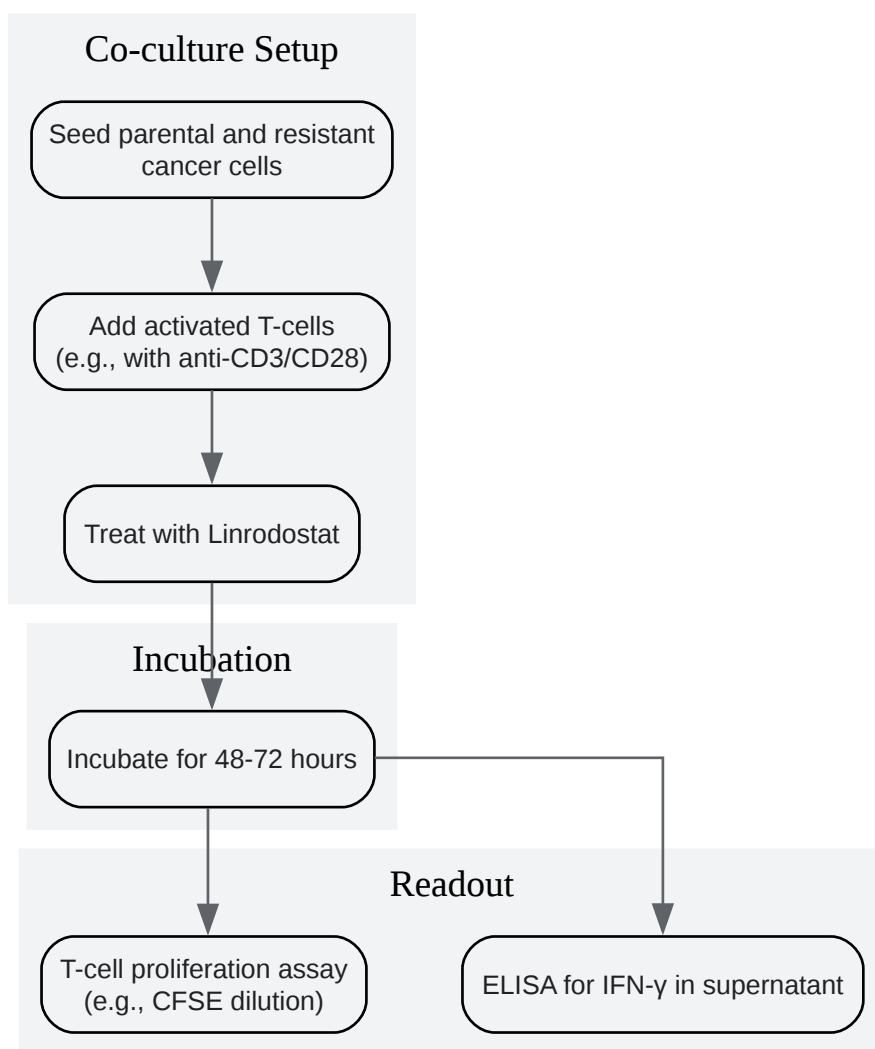 Co-culture Setup
Seed parental and resistant
cancer cells
Add activated T-cells
(e.g., with anti-CD3/CD28)
Treat with Linrodostat
Incubation
Incubate for 48-72 hours
Readout
T-cell proliferation assay
(e.g., CFSE dilution)
ELISA for IFN-γ in supernatant